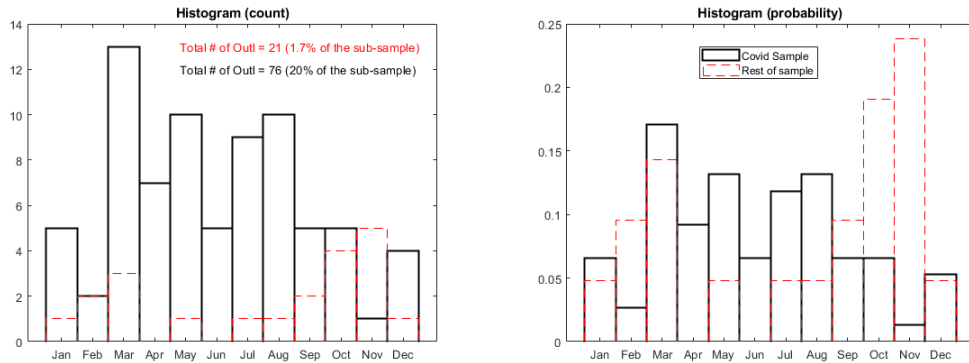 Histogram (count)
14
12
10
8
6
4
2
0
Total # of Outl = 21 (1.7% of the sub-sample)
Total # of Outl = 76 (20% of the sub-sample)
Jan Feb Mar Apr May Jun Jul Aug Sep Oct Nov Dec
Histogram (probability)
0.25
0.2
0.15
0.1
0.05
0
Covid Sample
Rest of sample
Jan Feb Mar Apr May Jun Jul Aug Sep Oct Nov Dec